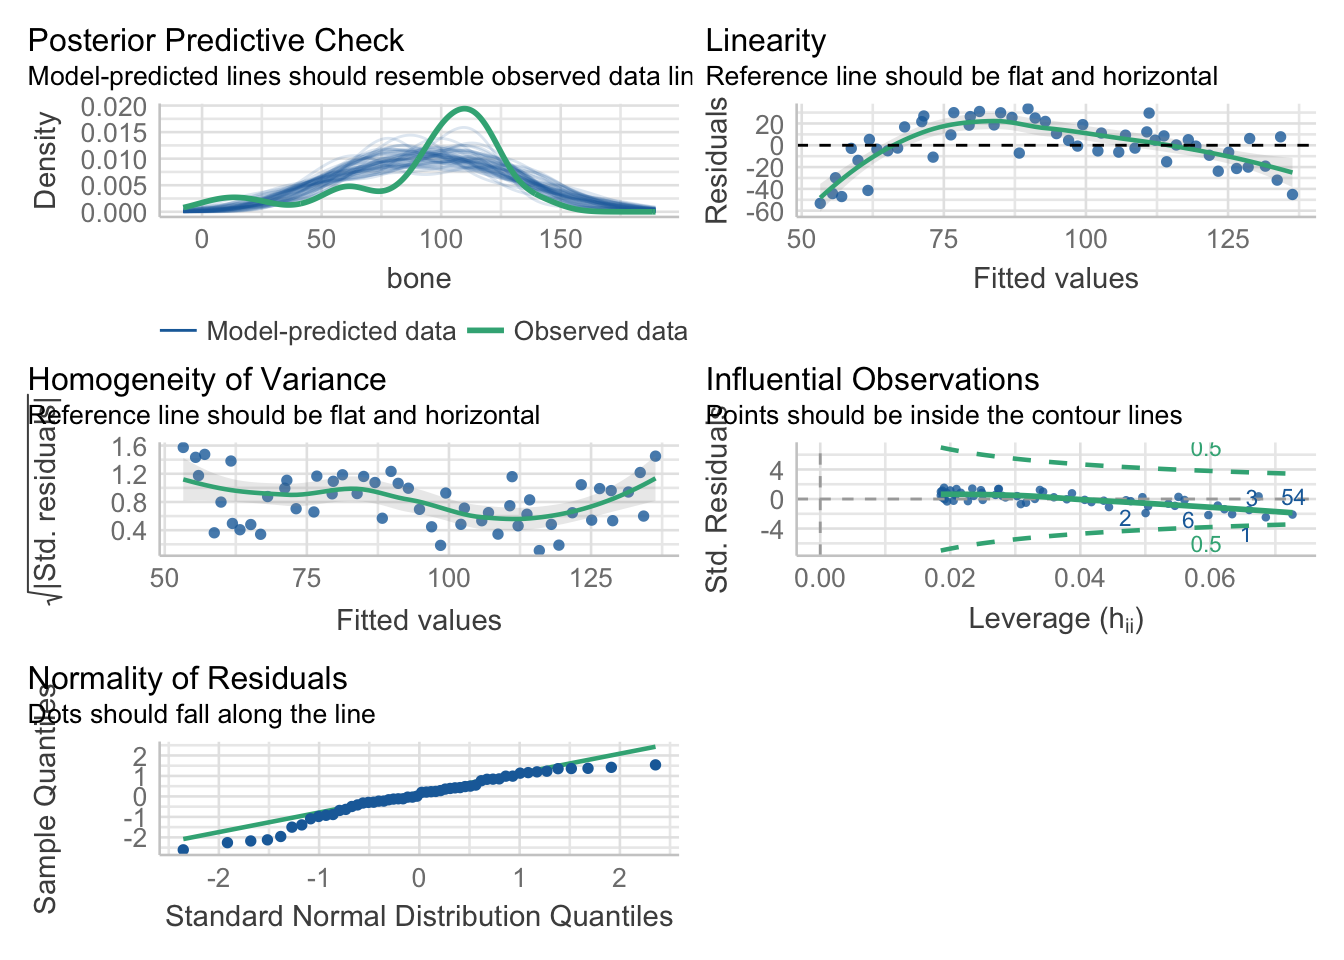 Posterior Predictive Check
Model-predicted lines should resemble observed data lin
Density
0.020
0.015
0.010
0.005
0.000
0 50 100 150
bone
Model-predicted data Observed data
Linearity
Reference line should be flat and horizontal
Residuals
20
0
-20
-40
-60
50 75 100 125
Fitted values
Homogeneity of Variance
Reference line should be flat and horizontal
√|Std. residuals|
1.6
1.2
0.8
0.4
50 75 100 125
Fitted values
Influential Observations
Points should be inside the contour lines
Std. Residuals
4
0
-4
0.5
3 54
2 6
1
0.5
0.00 0.02 0.04 0.06
Leverage (hii)
Normality of Residuals
Dots should fall along the line
Sample Quantiles
2
1
0
-1
-2
-2 -1 0 1 2
Standard Normal Distribution Quantiles